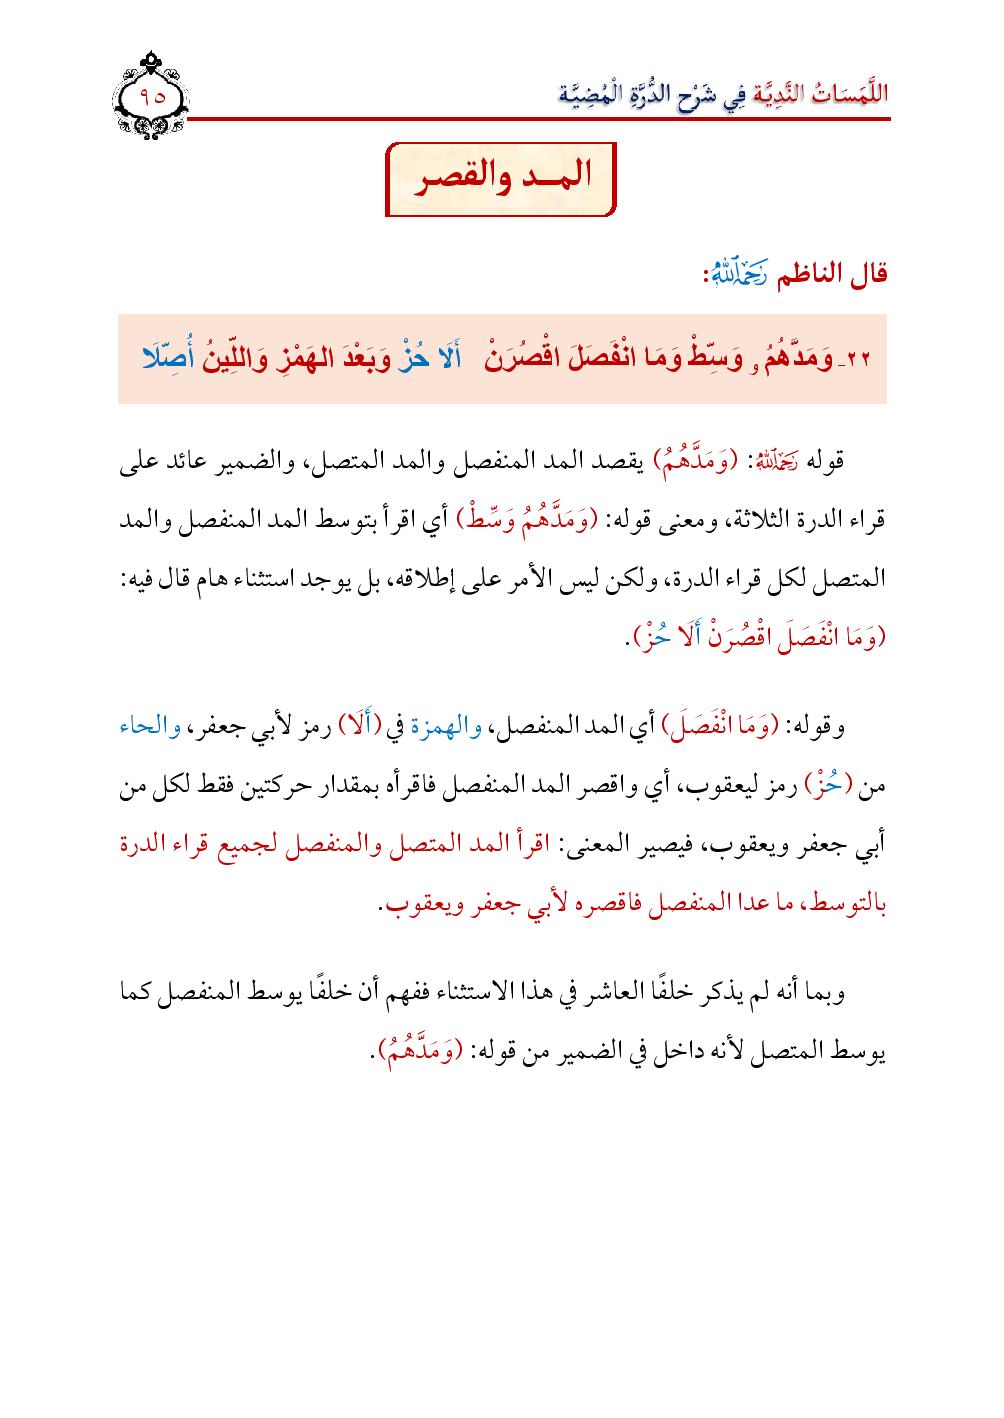 اللَّمَسَاتُ النَّدِيَّة فِي شَرْح الدُّرَّةِ الْمُضِيَّة
٩٥
المــد والقصر
قال الناظم رَحِمَهُ اللَّهُ:
٢٢- وَمَدَّهُمُ و وَسِّطْ وَمَا انْفَصَلَ اقْصُرَنْ أَلَا حُزْ وَبَعْدَ الهَمْزِ وَاللِّينُ أُصِّلَا
قوله رَحِمَهُ اللَّهُ: (وَمَدَّهُمُ) يقصد المد المنفصل والمد المتصل، والضمير عائد على
قراء الدرة الثلاثة، ومعنى قوله: (وَمَدَّهُمُ وَسِّطْ) أي اقرأ بتوسط المد المنفصل والمد
المتصل لكل قراء الدرة، ولكن ليس الأمر على إطلاقه، بل يوجد استثناء هام قال فيه:
(وَمَا انْفَصَلَ اقْصُرَنْ أَلَا حُزْ).
وقوله: (وَمَا انْفَصَلَ) أي المد المنفصل، والهمزة في (أَلَا) رمز لأبي جعفر، والحاء
من (حُزْ) رمز ليعقوب، أي واقصر المد المنفصل فاقرأه بمقدار حركتين فقط لكل من
أبي جعفر ويعقوب، فيصير المعنى: اقرأ المد المتصل والمنفصل لجميع قراء الدرة
بالتوسط، ما عدا المنفصل فاقصره لأبي جعفر ويعقوب.
وبما أنه لم يذكر خلفًا العاشر في هذا الاستثناء ففهم أن خلفًا يوسط المنفصل كما
يوسط المتصل لأنه داخل في الضمير من قوله: (وَمَدَّهُمُ).